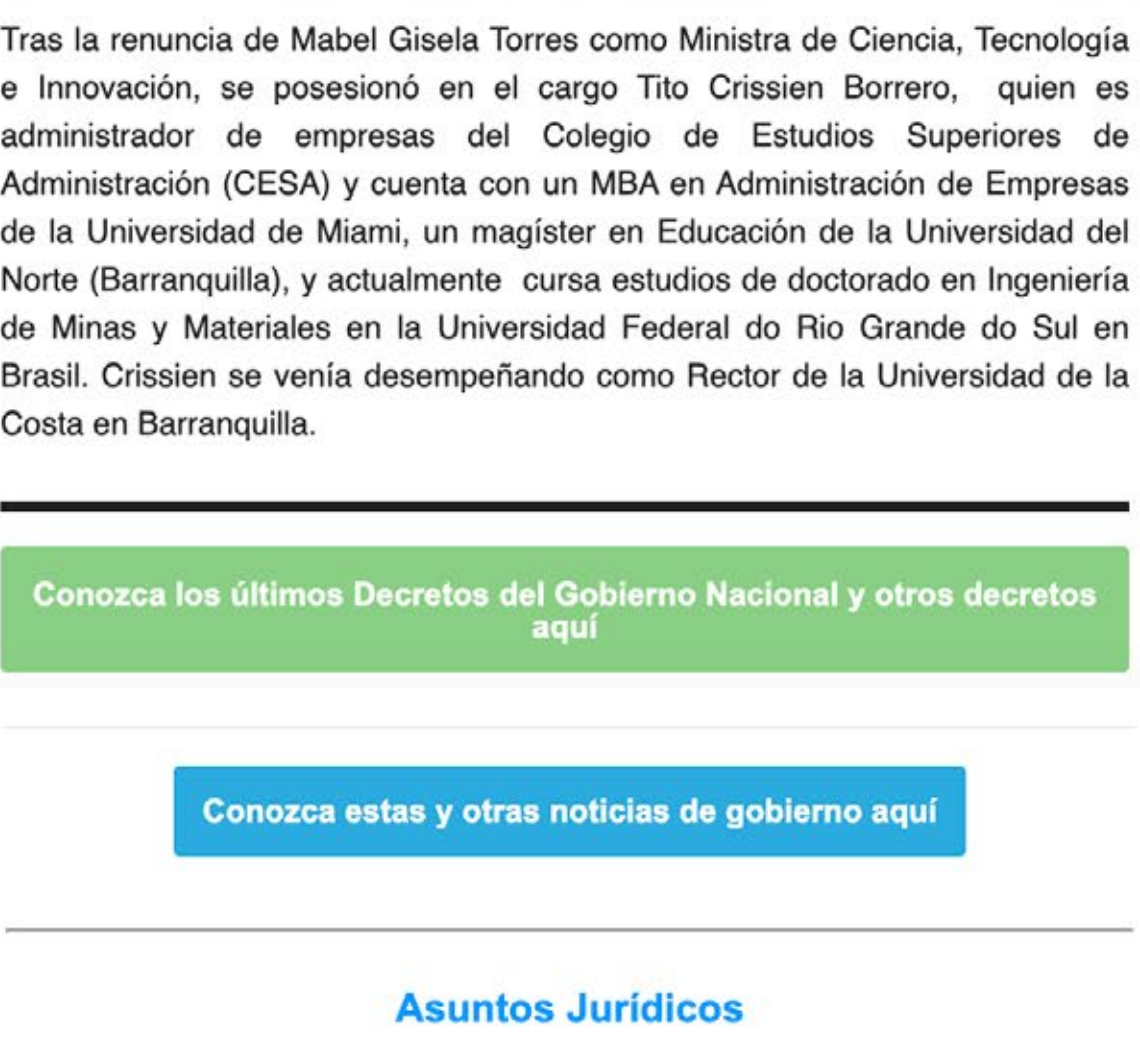 Tras la renuncia de Mabel Gisela Torres como Ministra de Ciencia, Tecnología
e Innovación, se posesionó en el cargo Tito Crissien Borrero, quien es
administrador de empresas del Colegio de Estudios Superiores de
Administración (CESA) y cuenta con un MBA en Administración de Empresas
de la Universidad de Miami, un magíster en Educación de la Universidad del
Norte (Barranquilla), y actualmente cursa estudios de doctorado en Ingeniería
de Minas y Materiales en la Universidad Federal do Rio Grande do Sul en
Brasil. Crissien se venía desempeñando como Rector de la Universidad de la
Costa en Barranquilla.
Conozca los últimos Decretos del Gobierno Nacional y otros decretos
aquí
Conozca estas y otras noticias de gobierno aquí
Asuntos Jurídicos